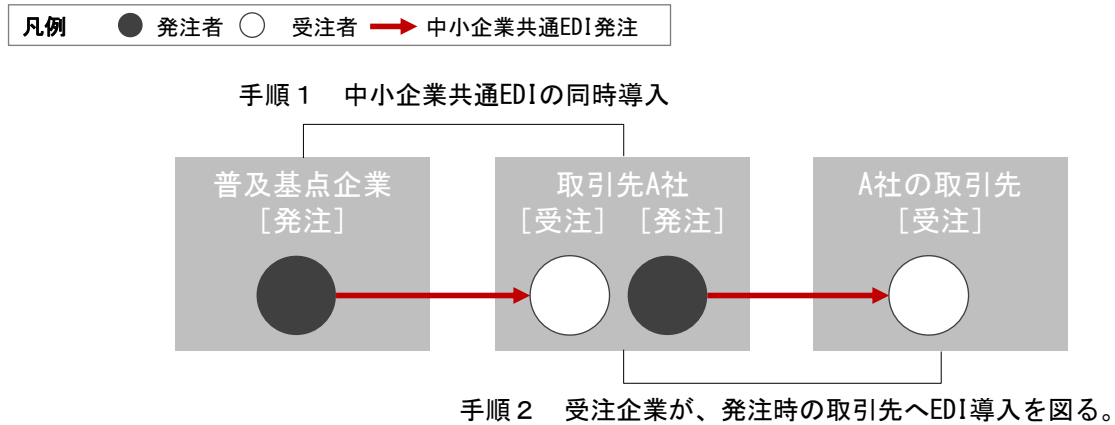 凡例 発注者 受注者 中小企業共通EDI発注
手順１ 中小企業共通EDIの同時導入
普及基点企業
［発注］
取引先A社
［受注］ ［発注］
A社の取引先
［受注］
手順２ 受注企業が、発注時の取引先へEDI導入を図る。